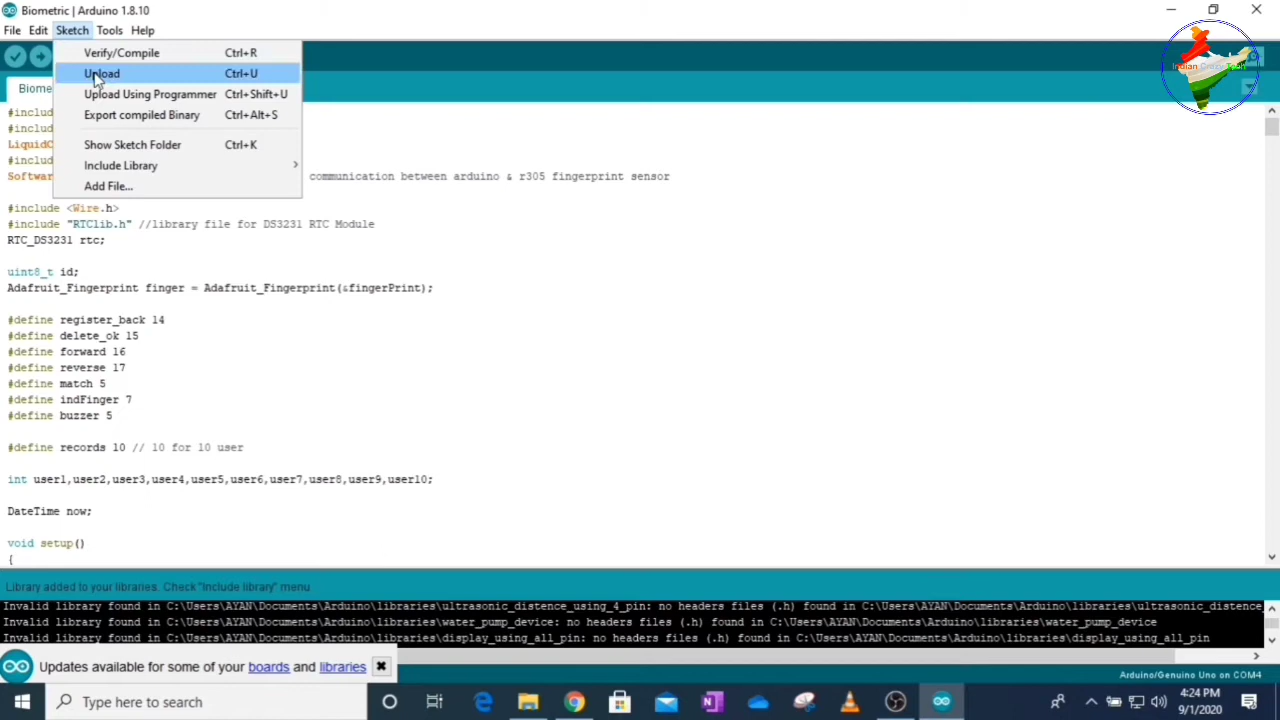 Biometric | Arduino 1.8.10
File Edit Sketch Tools Help
Verify/Compile Ctrl+R
Upload Ctrl+U
Upload Using Programmer Ctrl+Shift+U
Export compiled Binary Ctrl+Alt+S
Show Sketch Folder Ctrl+K
Include Library
Add File...
Indian Crazy Tech
Biome
#includ
#includ
LiquidC
#includ
Softwar communication between arduino & r305 fingerprint sensor
#include <Wire.h>
#include "RTClib.h" //library file for DS3231 RTC Module
RTC_DS3231 rtc;
uint8_t id;
Adafruit_Fingerprint finger = Adafruit_Fingerprint(&fingerPrint);
#define register_back 14
#define delete_ok 15
#define forward 16
#define reverse 17
#define match 5
#define indFinger 7
#define buzzer 5
#define records 10 // 10 for 10 user
int user1,user2,user3,user4,user5,user6,user7,user8,user9,user10;
DateTime now;
void setup()
{
Library added to your libraries. Check "Include library" menu
Invalid library found in C:\Users\AYAN\Documents\Arduino\libraries\ultrasonic_distence_using_4_pin: no headers files (.h) found in C:\Users\AYAN\Documents\Arduino\libraries\ultrasonic_distence_
Invalid library found in C:\Users\AYAN\Documents\Arduino\libraries\water_pump_device: no headers files (.h) found in C:\Users\AYAN\Documents\Arduino\libraries\water_pump_device
Invalid library found in C:\Users\AYAN\Documents\Arduino\libraries\display_using_all_pin: no headers files (.h) found in C:\Users\AYAN\Documents\Arduino\libraries\display_using_all_pin
Updates available for some of your boards and libraries
Arduino/Genuino Uno on COM4
Type here to search
4:24 PM
9/1/2020